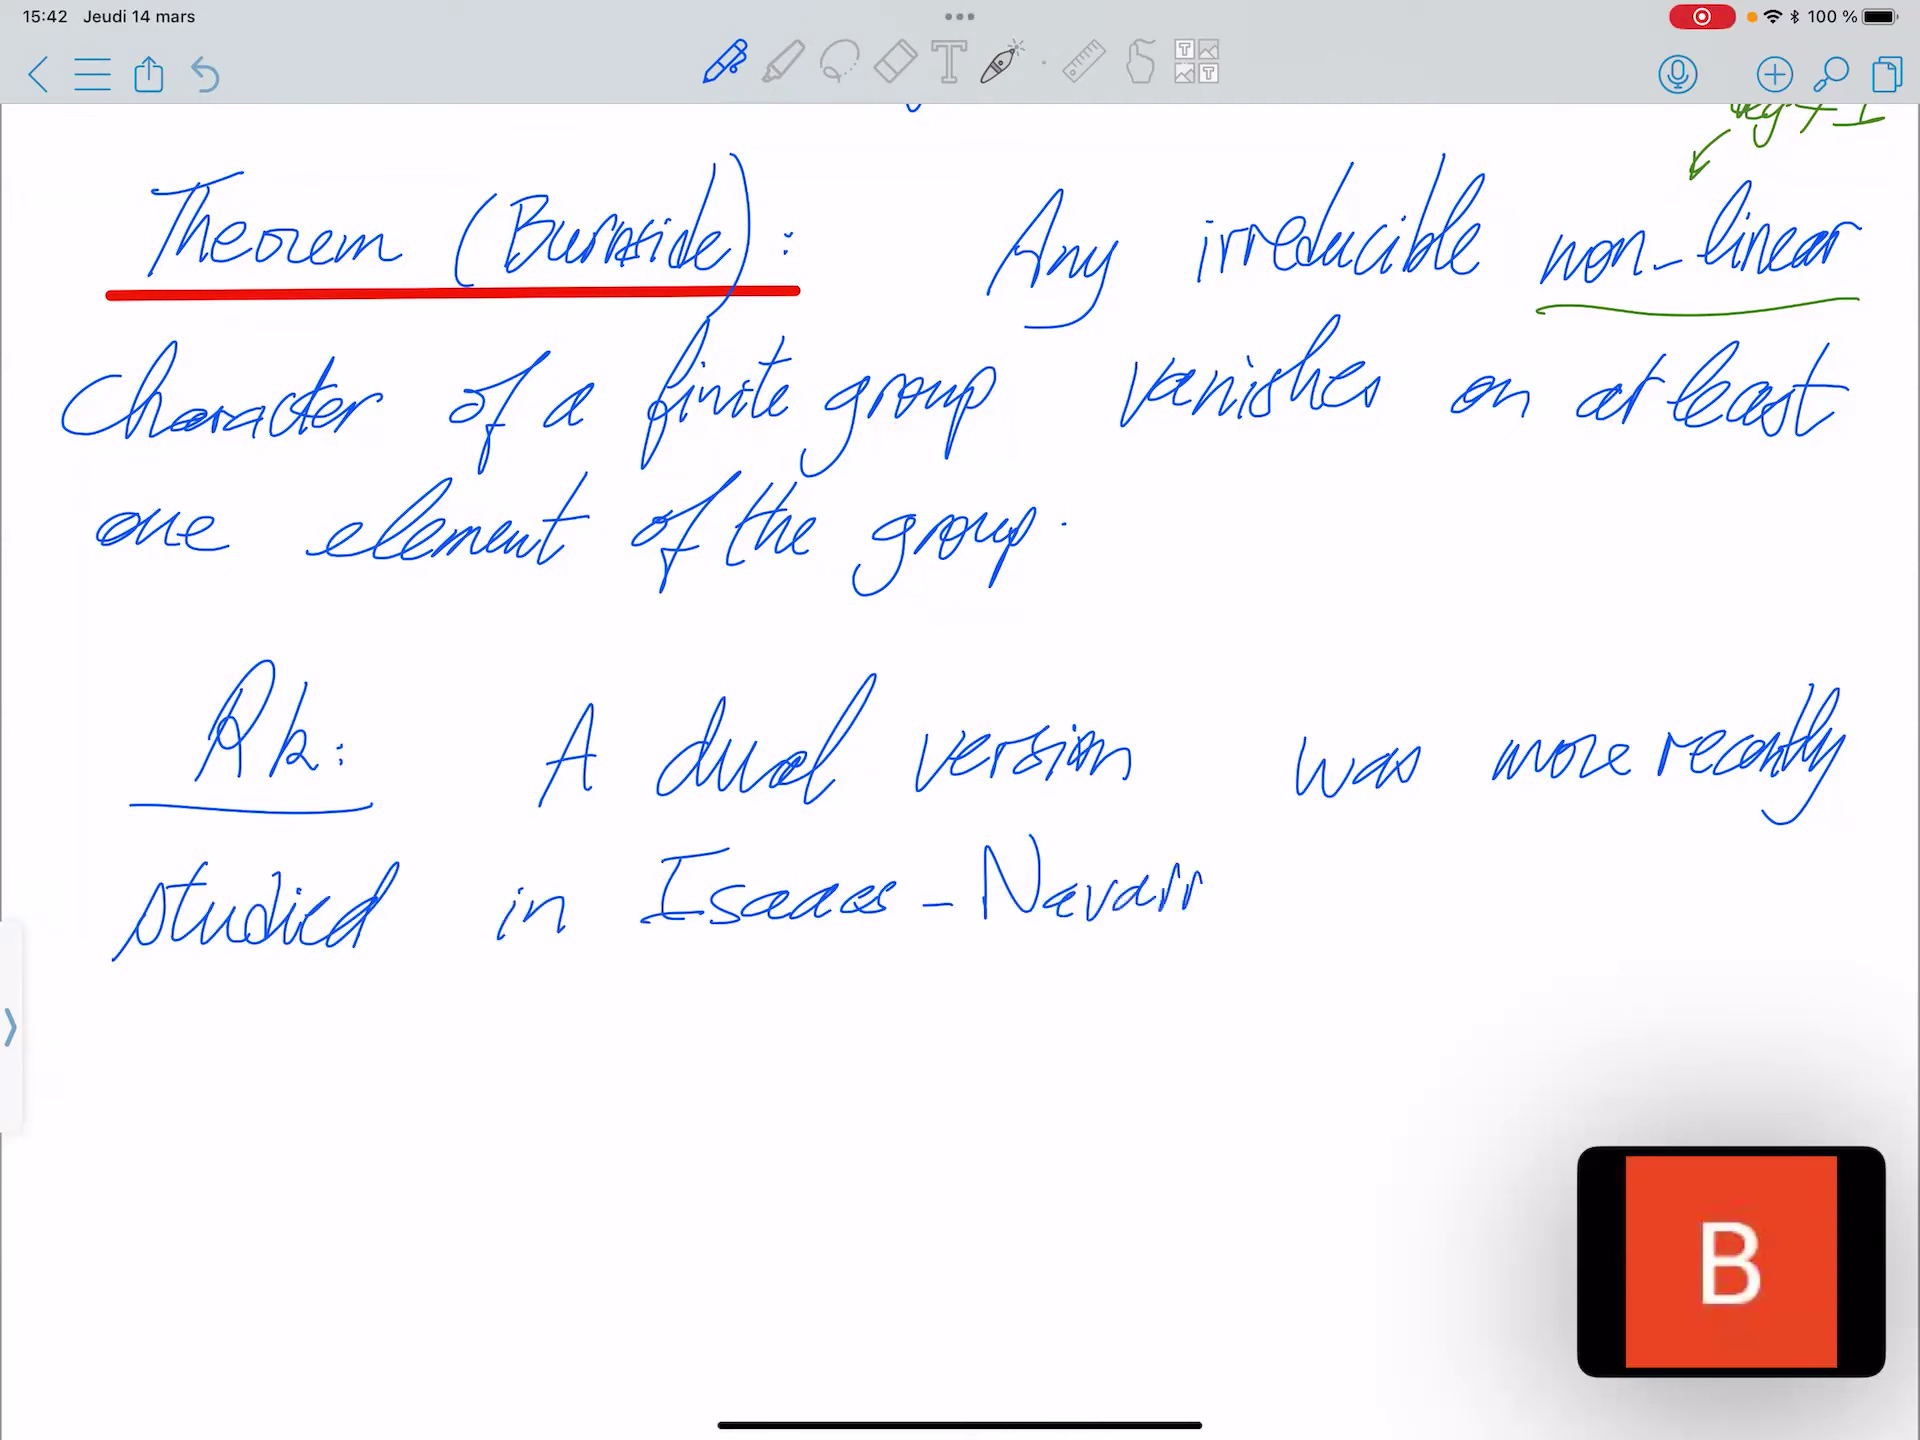 15:42 Jeudi 14 mars
100 %
Theorem (Burnside): Any irreducible non-linear
character of a finite group vanishes on at least
one element of the group.
Rk: A dual version was more recently
studied in Isaacs - Navarr
B